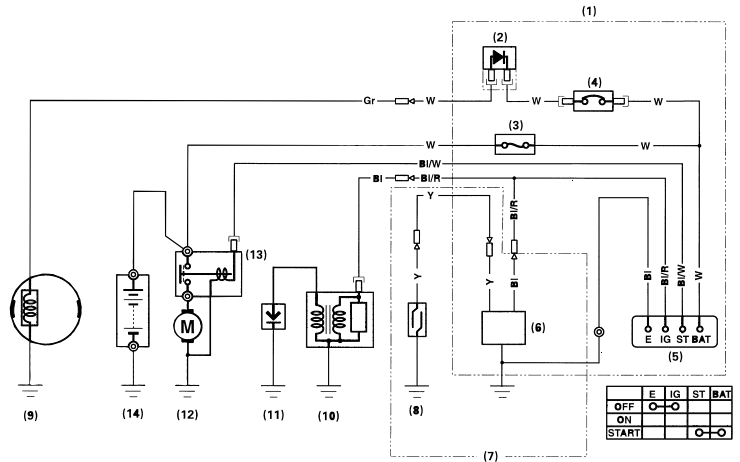 (1)
(2)
(4)
Gr W W W
(3)
W W
Bl/W
Bl Bl/R
Y
Bl/R
(13)
Y Y Bl
Bl Bl/R Bl/W W
M
(6)
E IG ST BAT
(5)
(9) (14) (12) (11) (10) (8)
(7)
E IG ST BAT
OFF
ON
START